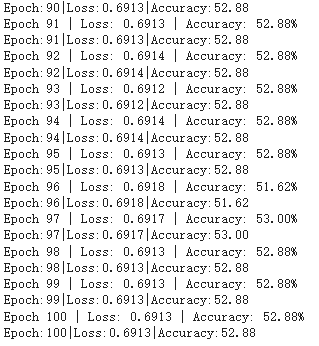 Epoch:90|Loss:0.6913|Accuracy:52.88
Epoch 91 | Loss: 0.6913 | Accuracy: 52.88%
Epoch:91|Loss:0.6913|Accuracy:52.88
Epoch 92 | Loss: 0.6914 | Accuracy: 52.88%
Epoch:92|Loss:0.6914|Accuracy:52.88
Epoch 93 | Loss: 0.6912 | Accuracy: 52.88%
Epoch:93|Loss:0.6912|Accuracy:52.88
Epoch 94 | Loss: 0.6914 | Accuracy: 52.88%
Epoch:94|Loss:0.6914|Accuracy:52.88
Epoch 95 | Loss: 0.6913 | Accuracy: 52.88%
Epoch:95|Loss:0.6913|Accuracy:52.88
Epoch 96 | Loss: 0.6918 | Accuracy: 51.62%
Epoch:96|Loss:0.6918|Accuracy:51.62
Epoch 97 | Loss: 0.6917 | Accuracy: 53.00%
Epoch:97|Loss:0.6917|Accuracy:53.00
Epoch 98 | Loss: 0.6913 | Accuracy: 52.88%
Epoch:98|Loss:0.6913|Accuracy:52.88
Epoch 99 | Loss: 0.6913 | Accuracy: 52.88%
Epoch:99|Loss:0.6913|Accuracy:52.88
Epoch 100 | Loss: 0.6913 | Accuracy: 52.88%
Epoch:100|Loss:0.6913|Accuracy:52.88